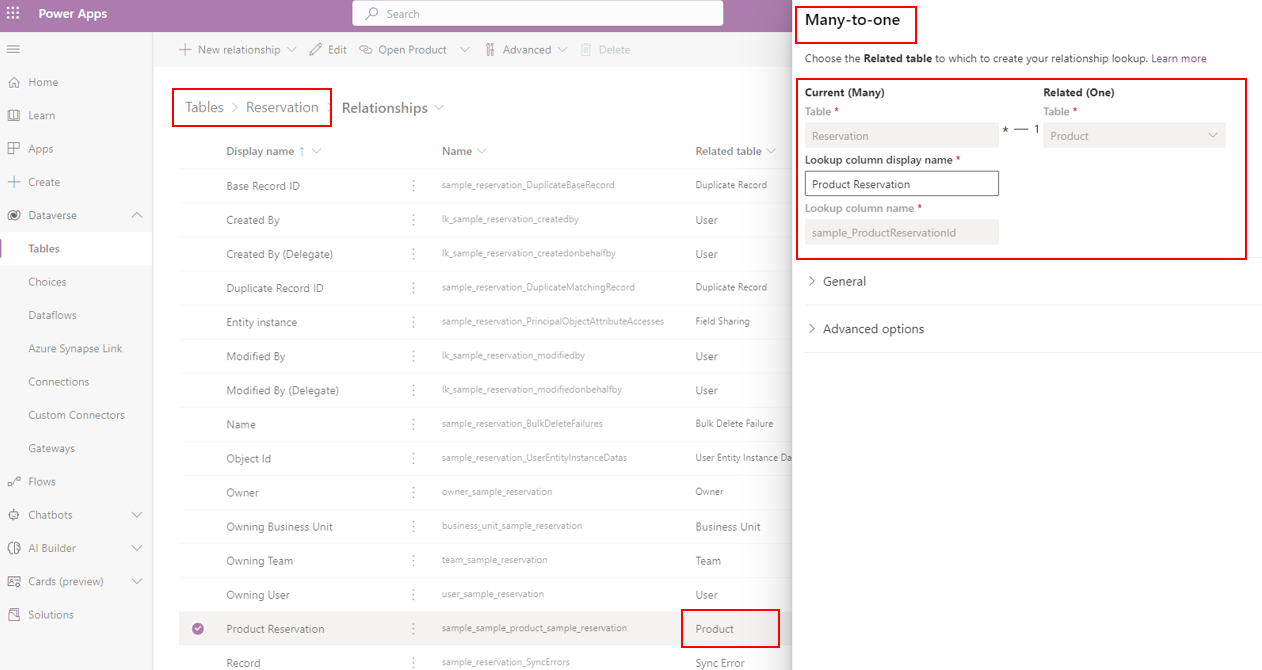 Power Apps
Search
Home
Learn
Apps
Create
Dataverse
Tables
Choices
Dataflows
Azure Synapse Link
Connections
Custom Connectors
Gateways
Flows
Chatbots
AI Builder
Cards (preview)
Solutions
New relationship Edit Open Product Advanced Delete
Tables > Reservation > Relationships
Display name ↑ Name Related table
Base Record ID sample_reservation_DuplicateBaseRecord Duplicate Record
Created By lk_sample_reservation_createdby User
Created By (Delegate) lk_sample_reservation_createdonbehalfby User
Duplicate Record ID sample_reservation_DuplicateMatchingRecord Duplicate Record
Entity instance sample_reservation_PrincipalObjectAttributeAccesses Field Sharing
Modified By lk_sample_reservation_modifiedby User
Modified By (Delegate) lk_sample_reservation_modifiedonbehalfby User
Name sample_reservation_BulkDeleteFailures Bulk Delete Failure
Object Id sample_reservation_UserEntityInstanceDatas User Entity Instance Da
Owner owner_sample_reservation Owner
Owning Business Unit business_unit_sample_reservation Business Unit
Owning Team team_sample_reservation Team
Owning User user_sample_reservation User
Product Reservation sample_sample_product_sample_reservation Product
Record sample_reservation_SyncErrors Sync Error
Many-to-one
Choose the Related table to which to create your relationship lookup. Learn more
Current (Many) Related (One)
Table * Table *
Reservation * — 1 Product
Lookup column display name *
Product Reservation
Lookup column name *
sample_ProductReservationId
General
Advanced options